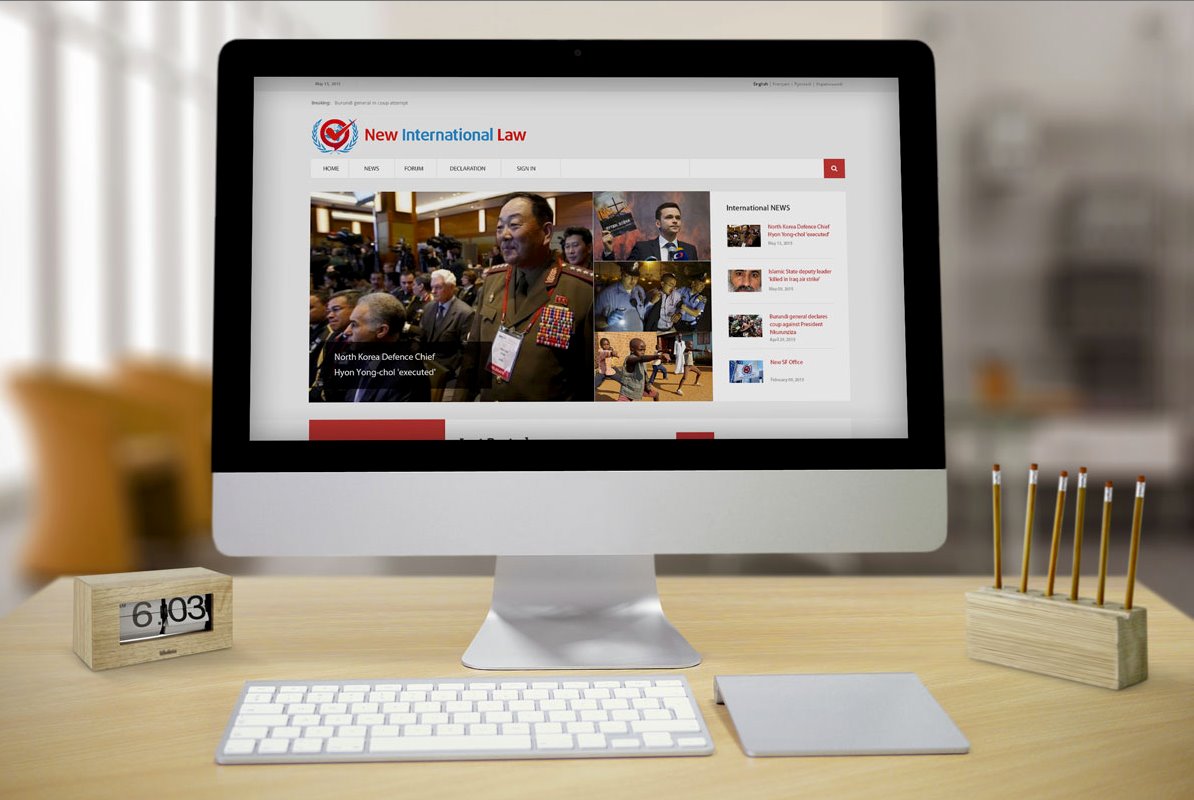 May 15, 2015
English | Français | Русский | Український
Breaking: Burundi general in coup attempt
New International Law
HOME NEWS FORUM DECLARATION SIGN IN
North Korea Defence Chief
Hyon Yong-chol 'executed'
International NEWS
North Korea Defence Chief
Hyon Yong-chol 'executed'
May 13, 2015
Islamic State deputy leader
'killed in Iraq air strike'
May 09, 2015
Burundi general declares
coup against President
Nkurunziza
April 29, 2015
New SF Office
February 09, 2015
6:03